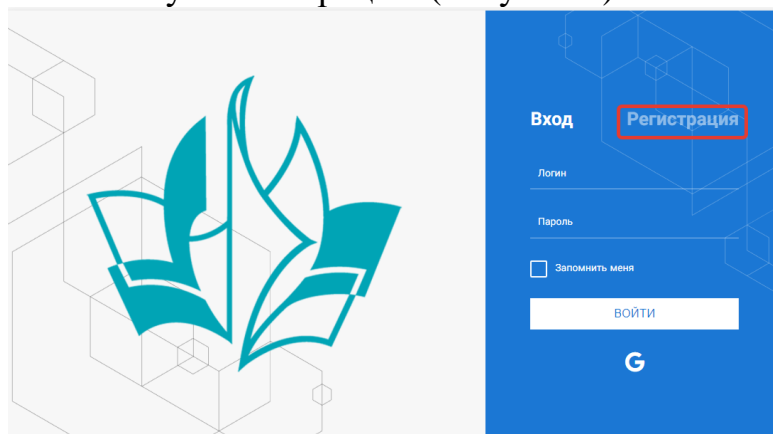 Вход Регистрация
Логин
Пароль
Запомнить меня
ВОЙТИ
G